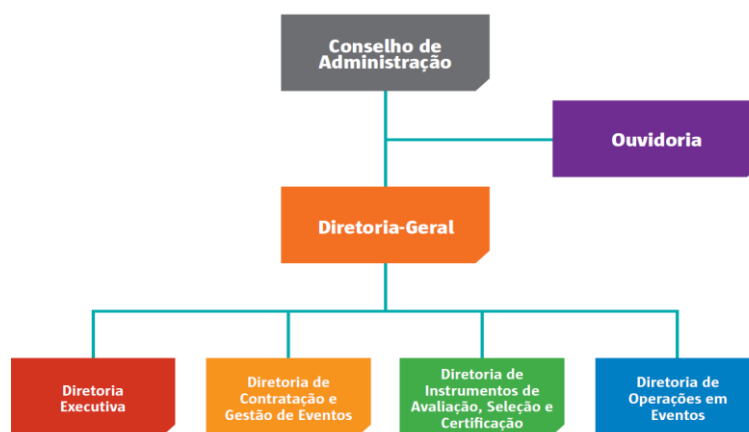 Conselho de
Administração
Ouvidoria
Diretoria-Geral
Diretoria
Executiva
Diretoria de
Contratação e
Gestão de Eventos
Diretoria de
Instrumentos de
Avaliação, Seleção e
Certificação
Diretoria de
Operações em
Eventos